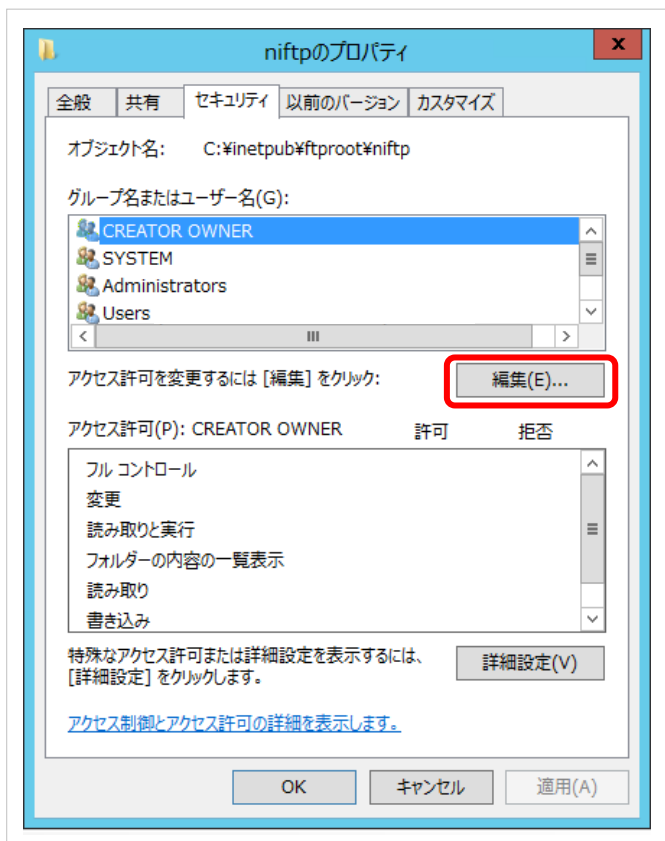 niftpのプロパティ
x
全般 共有 セキュリティ 以前のバージョン カスタマイズ
オブジェクト名: C:¥inetpub¥ftproot¥niftp
グループ名またはユーザー名(G):
CREATOR OWNER
SYSTEM
Administrators
Users
アクセス許可を変更するには [編集] をクリック: 編集(E)...
アクセス許可(P): CREATOR OWNER 許可 拒否
フル コントロール
変更
読み取りと実行
フォルダーの内容の一覧表示
読み取り
書き込み
特殊なアクセス許可または詳細設定を表示するには、 詳細設定(V)
[詳細設定] をクリックします。
アクセス制御とアクセス許可の詳細を表示します。
OK キャンセル 適用(A)